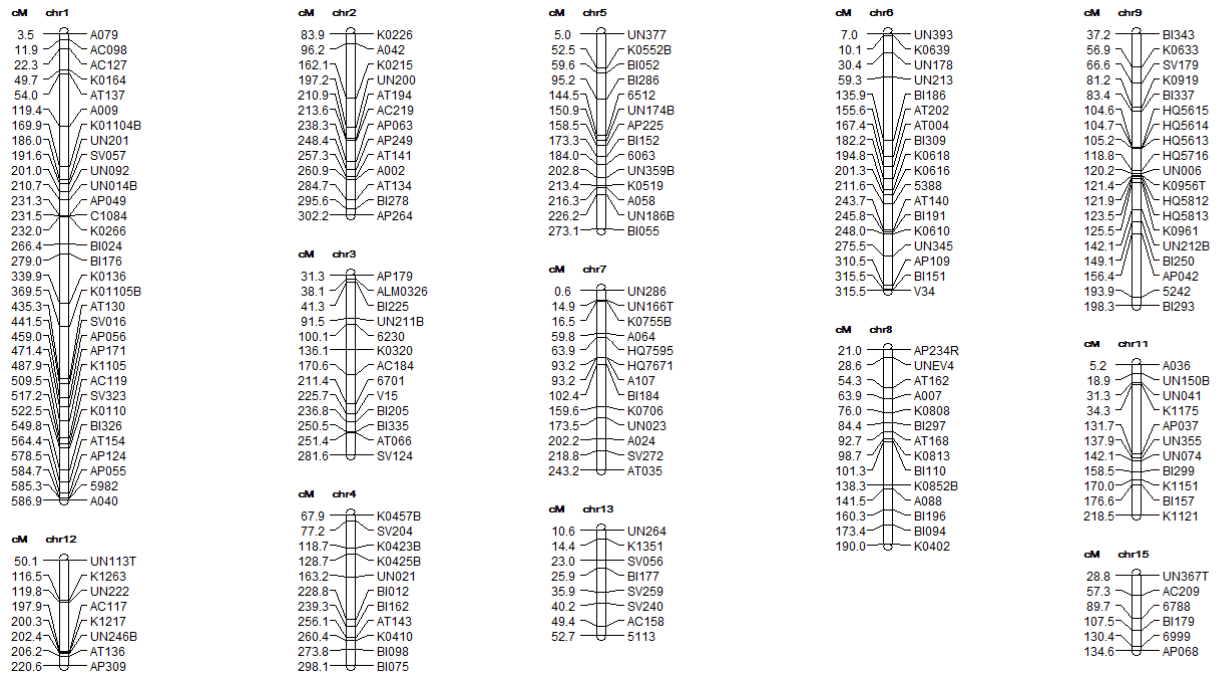 cM chr1
3.5 A079
11.9 AC098
22.3 AC127
49.7 K0164
54.0 AT137
119.4 A009
169.9 K01104B
186.0 UN201
191.6 SV057
201.0 UN092
210.7 UN014B
231.3 AP049
231.5 C1084
232.0 K0266
266.4 BI024
279.0 BI176
339.9 K0136
369.5 K01105B
435.3 AT130
441.5 SV016
459.0 AP056
471.4 AP171
487.9 K1105
509.5 AC119
517.2 SV323
522.5 K0110
549.8 BI326
564.4 AT154
578.5 AP124
584.7 AP055
585.3 5982
586.9 A040
cM chr12
50.1 UN113T
116.5 K1263
119.8 UN222
197.9 AC117
200.3 K1217
202.4 UN246B
206.2 AT136
220.6 AP309
cM chr2
83.9 K0226
96.2 A042
162.1 K0215
197.2 UN200
210.9 AT194
213.6 AC219
238.3 AP063
248.4 AP249
257.3 AT141
260.9 A002
284.7 AT134
295.6 BI278
302.2 AP264
cM chr3
31.3 AP179
38.1 ALM0326
41.3 BI225
91.5 UN211B
100.1 6230
136.1 K0320
170.6 AC184
211.4 6701
225.7 V15
236.8 BI205
250.5 BI335
251.4 AT066
281.6 SV124
cM chr4
67.9 K0457B
77.2 SV204
118.7 K0423B
128.7 K0425B
163.2 UN021
228.8 BI012
239.3 BI162
256.1 AT143
260.4 K0410
273.8 BI098
298.1 BI075
cM chr5
5.0 UN377
52.5 K0552B
59.6 BI052
95.2 BI286
144.5 6512
150.9 UN174B
158.5 AP225
173.3 BI152
184.0 6063
202.8 UN359B
213.4 K0519
216.3 A058
226.2 UN186B
273.1 BI055
cM chr7
0.6 UN286
14.9 UN166T
16.5 K0755B
59.8 A064
63.9 HQ7595
93.2 HQ7671
93.2 A107
102.4 BI184
159.6 K0706
173.5 UN023
202.2 A024
218.8 SV272
243.2 AT035
cM chr13
10.6 UN264
14.4 K1351
23.0 SV056
25.9 BI177
35.9 SV259
40.2 SV240
49.4 AC158
52.7 5113
cM chr6
7.0 UN393
10.1 K0639
30.4 UN178
59.3 UN213
135.9 BI186
155.6 AT202
167.4 AT004
182.2 BI309
194.8 K0618
201.3 K0616
211.6 5388
243.7 AT140
245.8 BI191
248.0 K0610
275.5 UN345
310.5 AP109
315.5 BI151
315.5 V34
cM chr8
21.0 AP234R
28.6 UNEV4
54.3 AT162
63.9 A007
76.0 K0808
84.4 BI297
92.7 AT168
98.7 K0813
101.3 BI110
138.3 K0852B
141.5 A088
160.3 BI196
173.4 BI094
190.0 K0402
cM chr9
37.2 BI343
56.9 K0633
66.6 SV179
81.2 K0919
83.4 BI337
104.6 HQ5615
104.7 HQ5614
105.2 HQ5613
118.8 HQ5716
120.2 UN006
121.4 K0956T
121.9 HQ5812
123.5 HQ5813
125.5 K0961
142.1 UN212B
149.1 BI250
156.4 AP042
193.9 5242
198.3 BI293
cM chr11
5.2 A036
18.9 UN150B
31.3 UN041
34.3 K1175
131.7 AP037
137.9 UN355
142.1 UN074
158.5 BI299
170.0 K1151
176.6 BI157
218.5 K1121
cM chr15
28.8 UN367T
57.3 AC209
89.7 6788
107.5 BI179
130.4 6999
134.6 AP068